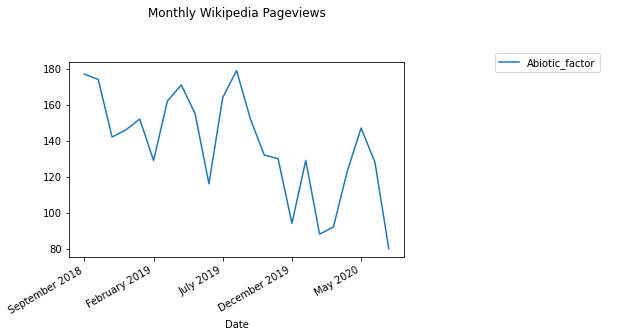 Monthly Wikipedia Pageviews
Abiotic_factor
180
160
140
120
100
80
September 2018
February 2019
July 2019
December 2019
May 2020
Date